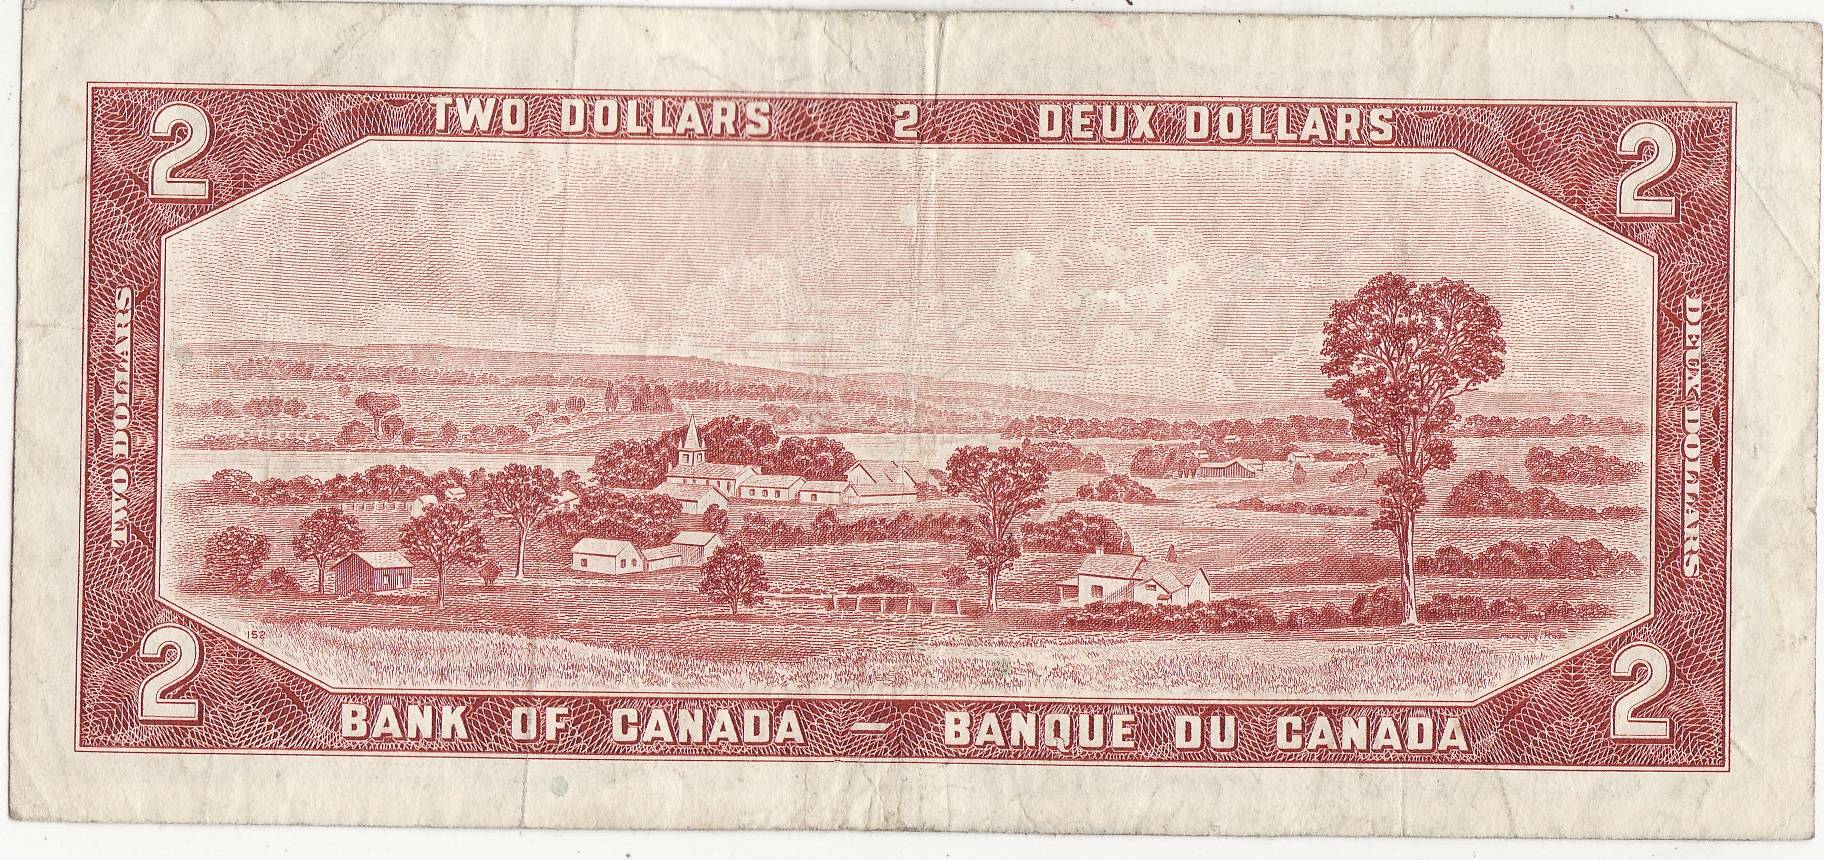 TWO DOLLARS 2 DEUX DOLLARS
2
2
TWO DOLLARS
DEUX DOLLARS
152
2
2
BANK OF CANADA — BANQUE DU CANADA